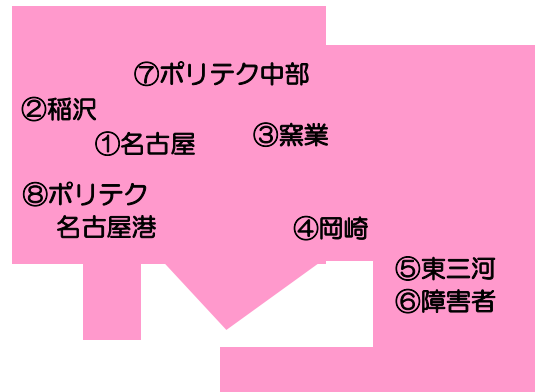 ⑦ポリテク中部
②稲沢
①名古屋
③窯業
⑧ポリテク
名古屋港
④岡崎
⑤東三河
⑥障害者